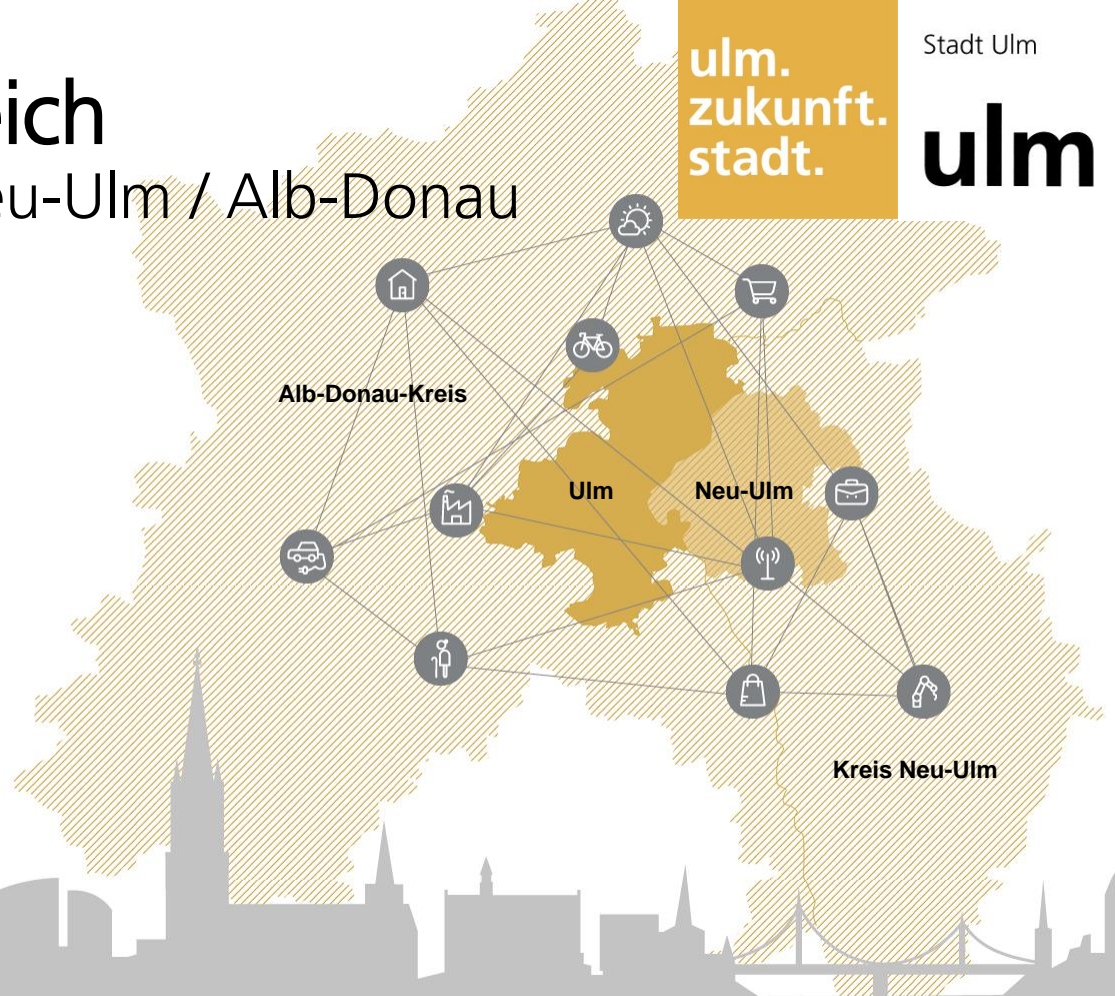 eich
eu-Ulm / Alb-Donau
ulm.
zukunft.
stadt.
Stadt Ulm
ulm
Alb-Donau-Kreis
Ulm
Neu-Ulm
Kreis Neu-Ulm